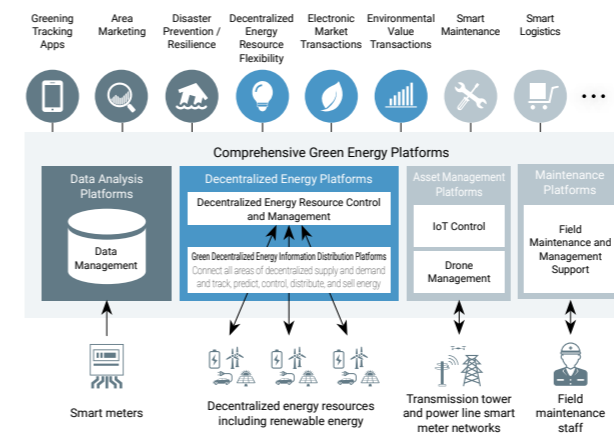 Greening
Tracking
Apps
Area
Marketing
Disaster
Prevention /
Resilience
Decentralized
Energy
Resource
Flexibility
Electronic
Market
Transactions
Environmental
Value
Transactions
Smart
Maintenance
Smart
Logistics
...
Comprehensive Green Energy Platforms
Data Analysis
Platforms
Data
Management
Decentralized Energy Platforms
Decentralized Energy Resource Control
and Management
Green Decentralized Energy Information Distribution Platforms
Connect all areas of decentralized supply and demand
and track, predict, control, distribute, and sell energy
Asset Management
Platforms
IoT Control
Drone
Management
Maintenance
Platforms
Field
Maintenance and
Management
Support
Smart meters
Decentralized energy resources
including renewable energy
Transmission tower
and power line smart
meter networks
Field
maintenance
staff